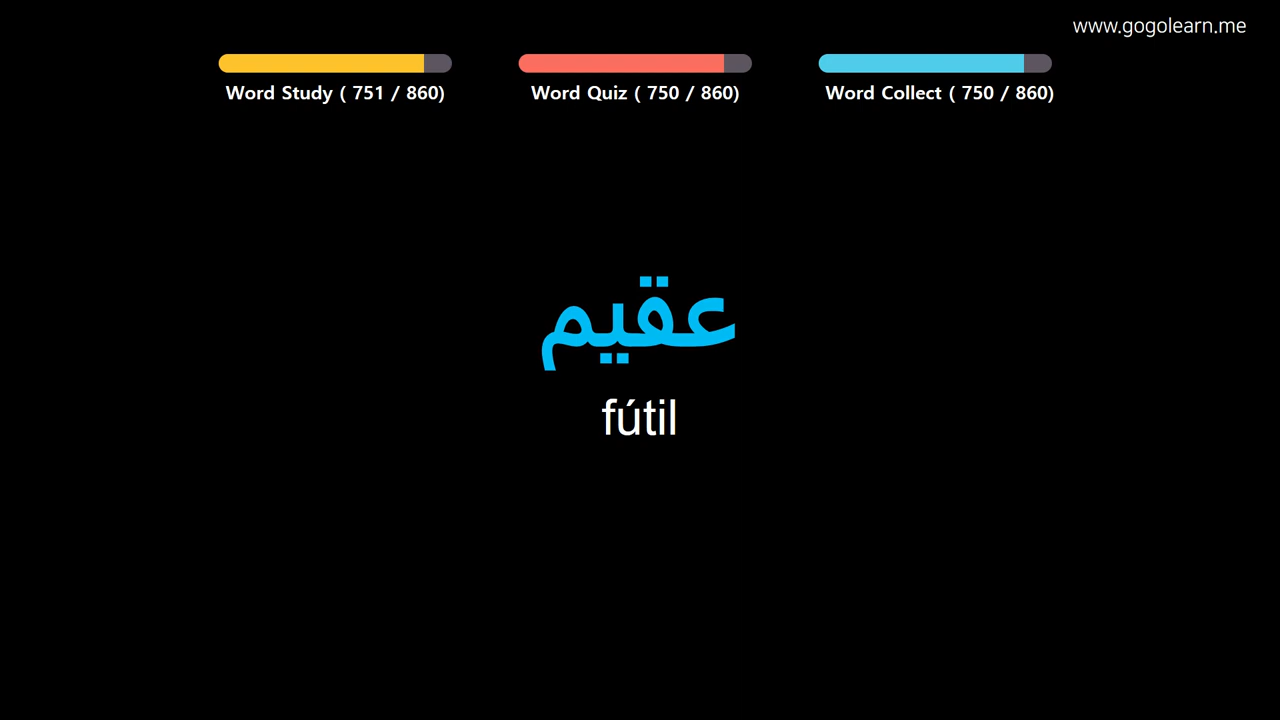 www.gogolearn.me
Word Study ( 751 / 860)
Word Quiz ( 750 / 860)
Word Collect ( 750 / 860)
عقيم
fútil